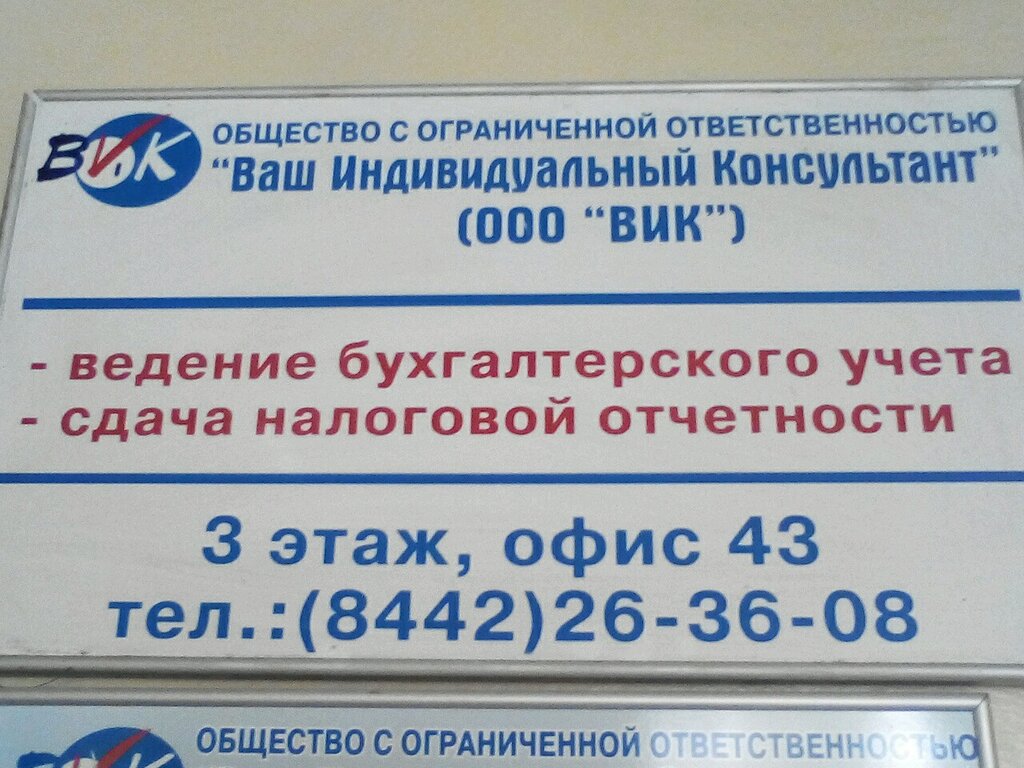 ВИК
ОБЩЕСТВО С ОГРАНИЧЕННОЙ ОТВЕТСТВЕННОСТЬЮ
"Ваш Индивидуальный Консультант"
(ООО "ВИК")
- ведение бухгалтерского учета
- сдача налоговой отчетности
3 этаж, офис 43
тел.:(8442)26-36-08
ВИК
ОБЩЕСТВО С ОГРАНИЧЕННОЙ ОТВЕТСТВЕННОСТЬЮ